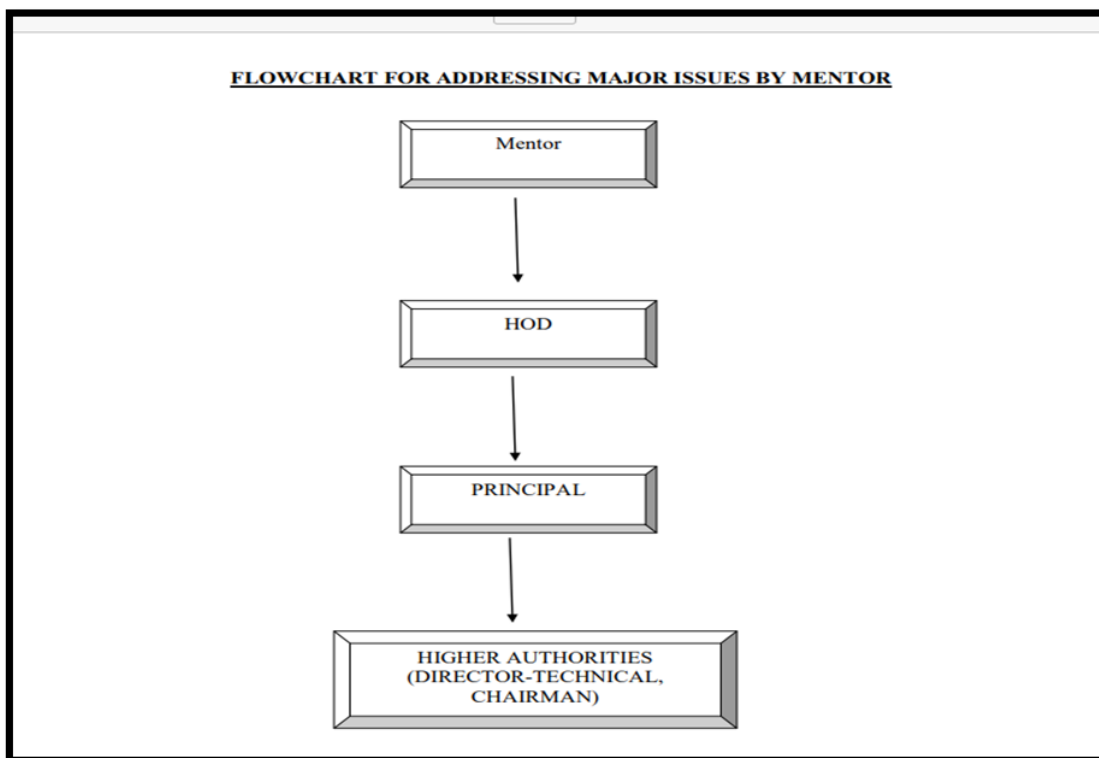 FLOWCHART FOR ADDRESSING MAJOR ISSUES BY MENTOR
Mentor
HOD
PRINCIPAL
HIGHER AUTHORITIES
(DIRECTOR-TECHNICAL,
CHAIRMAN)